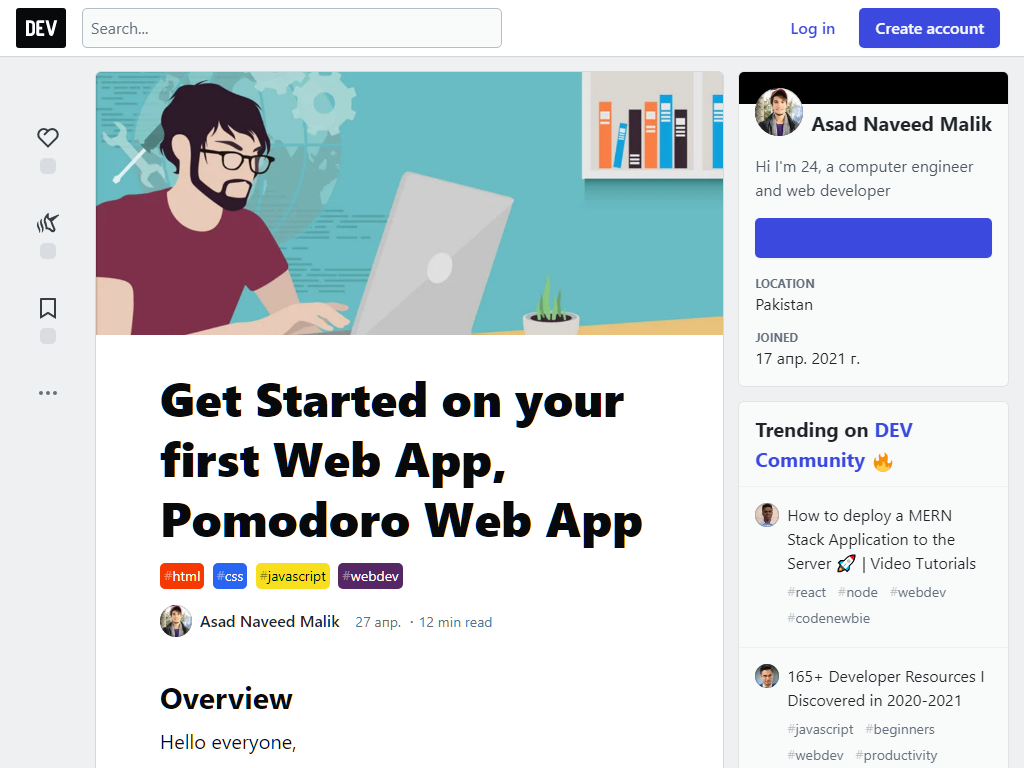 DEV
Search...
Log in
Create account
Get Started on your
first Web App,
Pomodoro Web App
#html #css #javascript #webdev
Asad Naveed Malik 27 апр. ・12 min read
Overview
Hello everyone,
Asad Naveed Malik
Hi I'm 24, a computer engineer
and web developer
LOCATION
Pakistan
JOINED
17 апр. 2021 г.
Trending on DEV
Community 🔥
How to deploy a MERN
Stack Application to the
Server 🚀 | Video Tutorials
#react #node #webdev
#codenewbie
165+ Developer Resources I
Discovered in 2020-2021
#javascript #beginners
#webdev #productivity